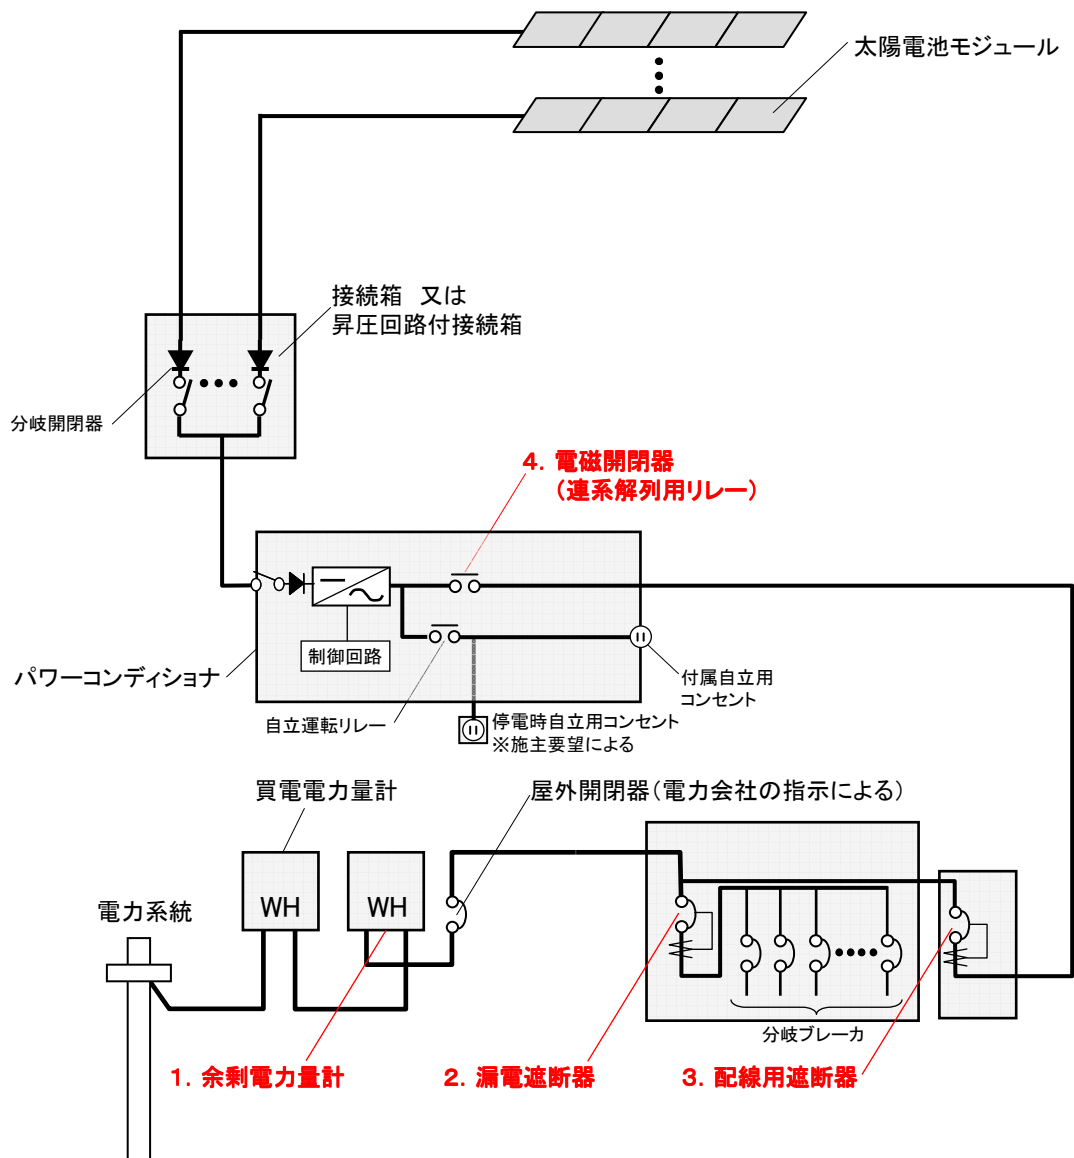 太陽電池モジュール
接続箱　又は
昇圧回路付接続箱
分岐開閉器
4. 電磁開閉器
（連系解列用リレー）
制御回路
パワーコンディショナ
付属自立用
コンセント
自立運転リレー
停電時自立用コンセント
※施主要望による
買電電力量計
屋外開閉器（電力会社の指示による）
WH
WH
電力系統
分岐ブレーカ
1. 余剰電力量計
2. 漏電遮断器
3. 配線用遮断器